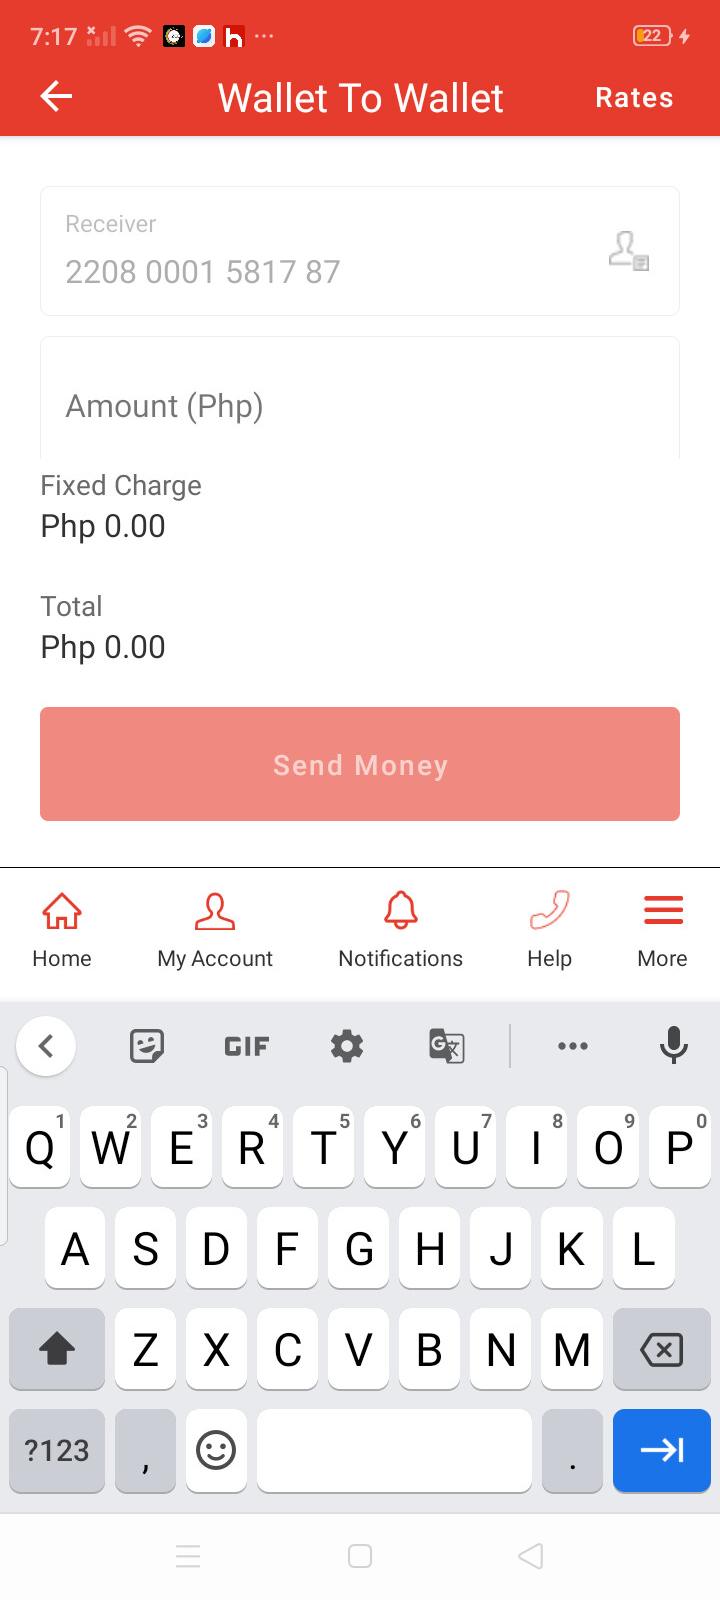 7:17
22
Wallet To Wallet
Rates
Receiver
2208 0001 5817 87
Amount (Php)
Fixed Charge
Php 0.00
Total
Php 0.00
Send Money
Home My Account Notifications Help More
GIF G
Q1 W2 E3 R4 T5 Y6 U7 I8 O9 P0
A S D F G H J K L
Z X C V B N M
?123 , .